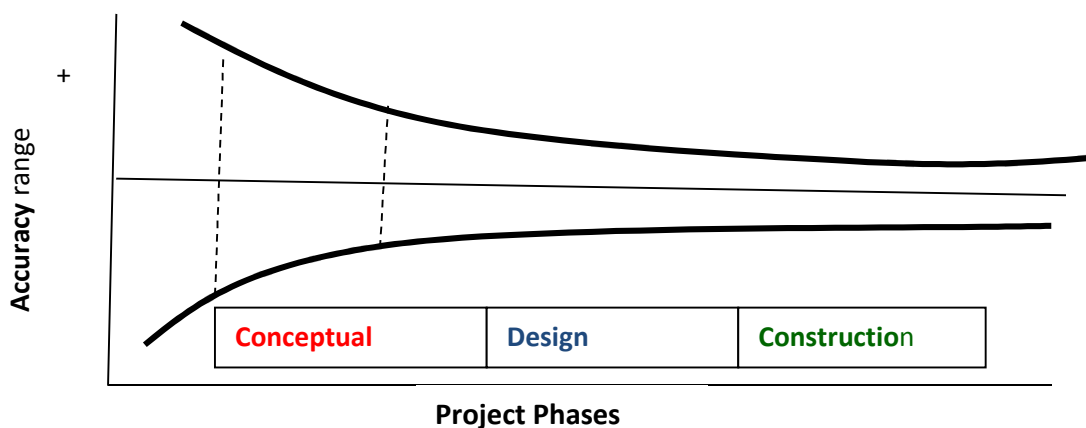 +
Accuracy range
Conceptual
Design
Construction
Project Phases